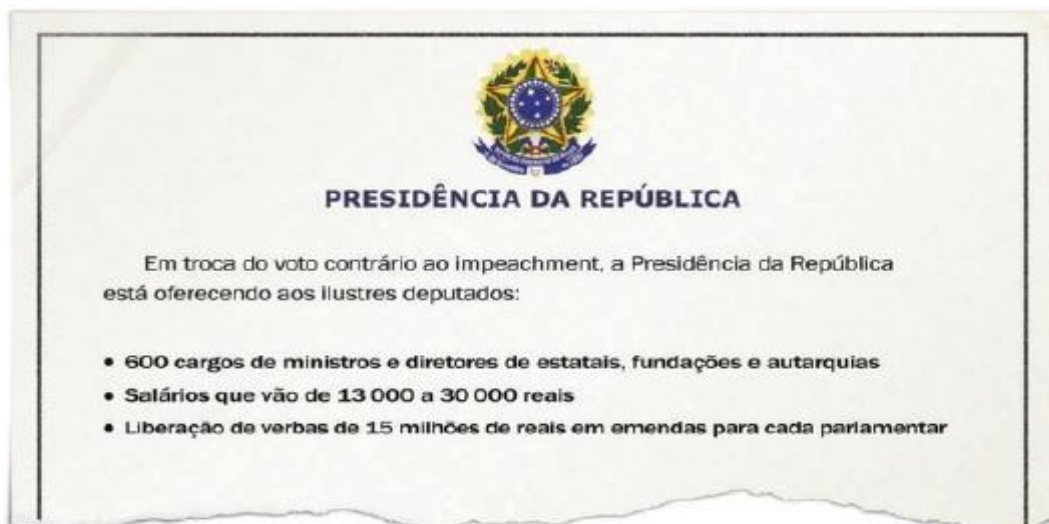 PRESIDÊNCIA DA REPÚBLICA
Em troca do voto contrário ao impeachment, a Presidência da República
está oferecendo aos ilustres deputados:
• 600 cargos de ministros e diretores de estatais, fundações e autarquias
• Salários que vão de 13 000 a 30 000 reais
• Liberação de verbas de 15 milhões de reais em emendas para cada parlamentar